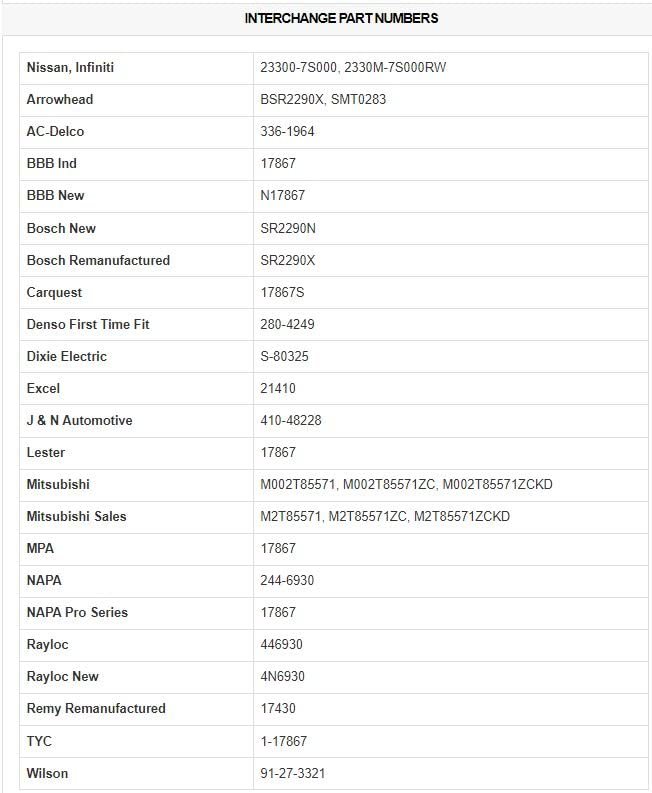 INTERCHANGE PART NUMBERS
Nissan, Infiniti 23300-7S000, 2330M-7S000RW
Arrowhead BSR2290X, SMT0283
AC-Delco 336-1964
BBB Ind 17867
BBB New N17867
Bosch New SR2290N
Bosch Remanufactured SR2290X
Carquest 17867S
Denso First Time Fit 280-4249
Dixie Electric S-80325
Excel 21410
J & N Automotive 410-48228
Lester 17867
Mitsubishi M002T85571, M002T85571ZC, M002T85571ZCKD
Mitsubishi Sales M2T85571, M2T85571ZC, M2T85571ZCKD
MPA 17867
NAPA 244-6930
NAPA Pro Series 17867
Rayloc 446930
Rayloc New 4N6930
Remy Remanufactured 17430
TYC 1-17867
Wilson 91-27-3321